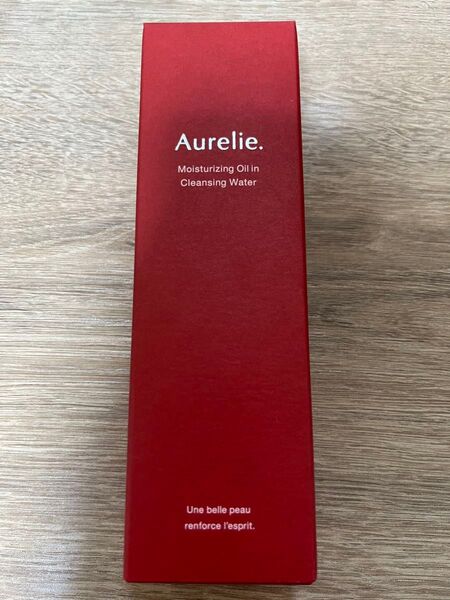 Aurelie.
Moisturizing Oil in
Cleansing Water
Une belle peau
renforce l'esprit.